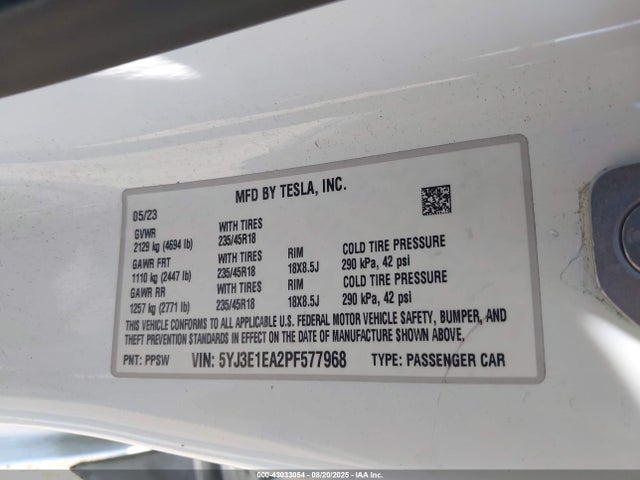 MFD BY TESLA, INC.
05/23
GVWR WITH TIRES
2129 kg (4694 lb) 235/45R18
GAWR FRT WITH TIRES RIM COLD TIRE PRESSURE
1110 kg (2447 lb) 235/45R18 18X8.5J 290 kPa, 42 psi
GAWR RR WITH TIRES RIM COLD TIRE PRESSURE
1257 kg (2771 lb) 235/45R18 18X8.5J 290 kPa, 42 psi
THIS VEHICLE CONFORMS TO ALL APPLICABLE U.S. FEDERAL MOTOR VEHICLE SAFETY, BUMPER, AND
THEFT PREVENTION STANDARDS IN EFFECT ON THE DATE OF MANUFACTURE SHOWN ABOVE.
PNT: PPSW VIN: 5YJ3E1EA2PF577968 TYPE: PASSENGER CAR
000-43033054 - 08/20/2025 - IAA Inc.